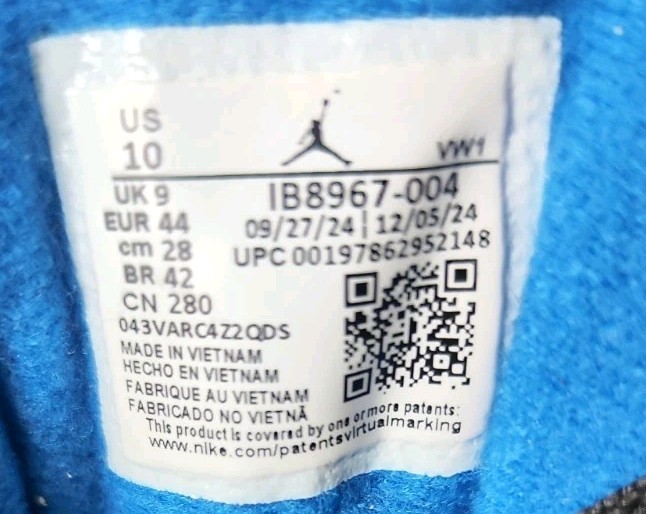 US
10
VW1
UK 9
EUR 44
cm 28
BR 42
CN 280
IB8967-004
09/27/24 | 12/05/24
UPC 00197862952148
043VARC4Z2QDS
MADE IN VIETNAM
HECHO EN VIETNAM
FABRIQUE AU VIETNAM
FABRICADO NO VIETNÃ
This product is covered by one or more patents:
www.nike.com/patentsvirtualmarking